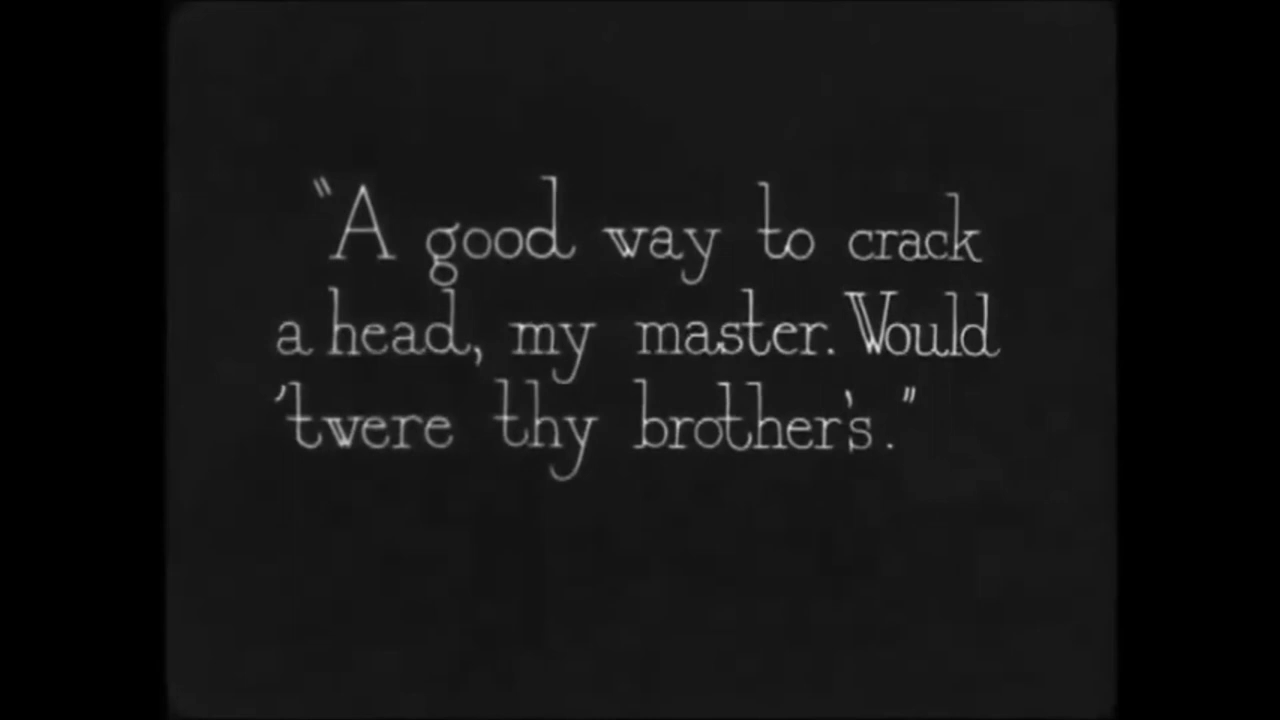 "A good way to crack
a head, my master. Would
'twere thy brother's."